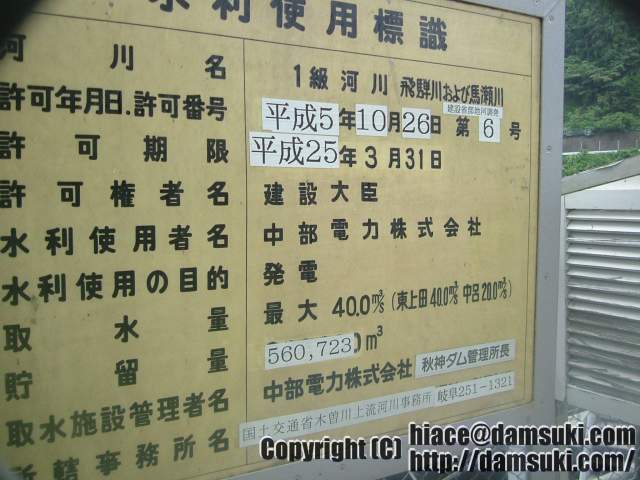 水利使用標識
河川名 1級河川 飛騨川および馬瀬川
建設省部地河調発
許可年月日.許可番号 平成5年10月26日 第6号
許可期限 平成25年3月31日
許可権者名 建設大臣
水利使用者名 中部電力株式会社
水利使用の目的 発電
取水量 最大 40.0m³/s (東上田40.0m³/s 中呂20.0m³/s)
貯留量 560,723m³
取水施設管理者名 中部電力株式会社 秋神ダム管理所長
所轄事務所名 国土交通省木曽川上流河川事務所 岐阜251-1321
Copyright (C) hiace@damsuki.com
http://damsuki.com/